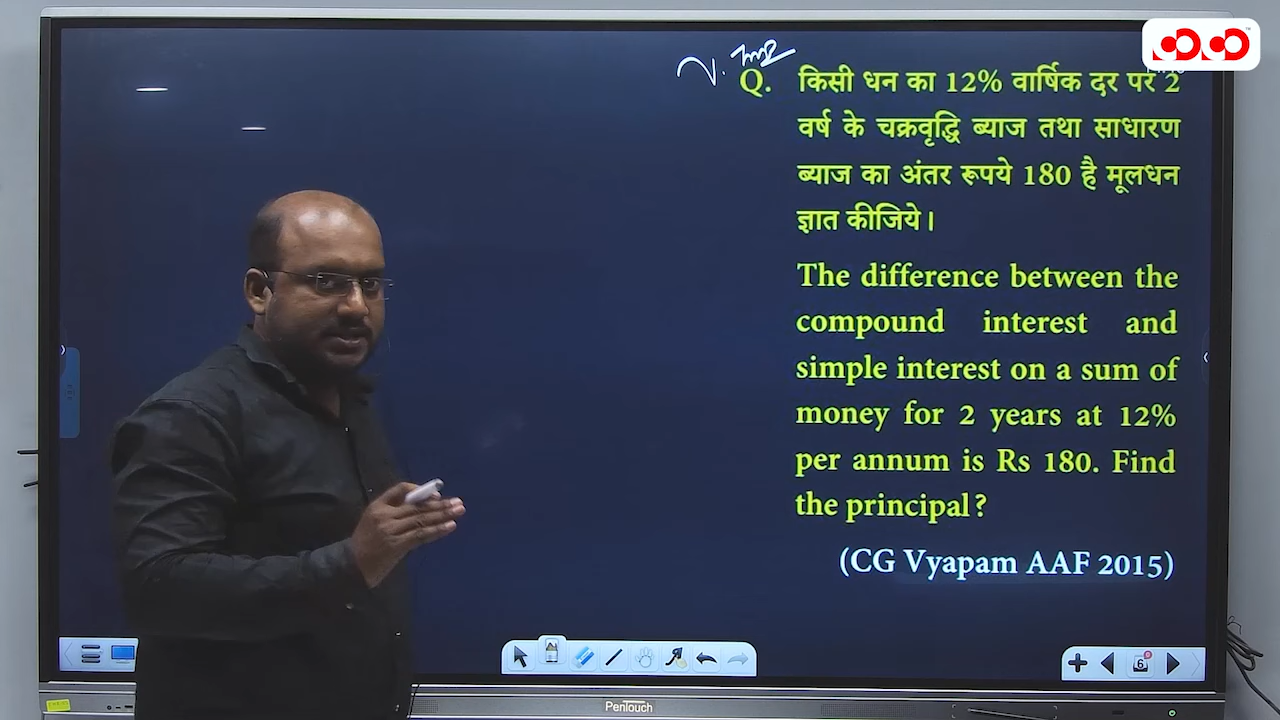 V. Imp
Q. किसी धन का 12% वार्षिक दर पर 2
वर्ष के चक्रवृद्धि ब्याज तथा साधारण
ब्याज का अंतर रूपये 180 है मूलधन
ज्ञात कीजिये।
The difference between the
compound interest and
simple interest on a sum of
money for 2 years at 12%
per annum is Rs 180. Find
the principal?
(CG Vyapam AAF 2015)
6
PenTouch